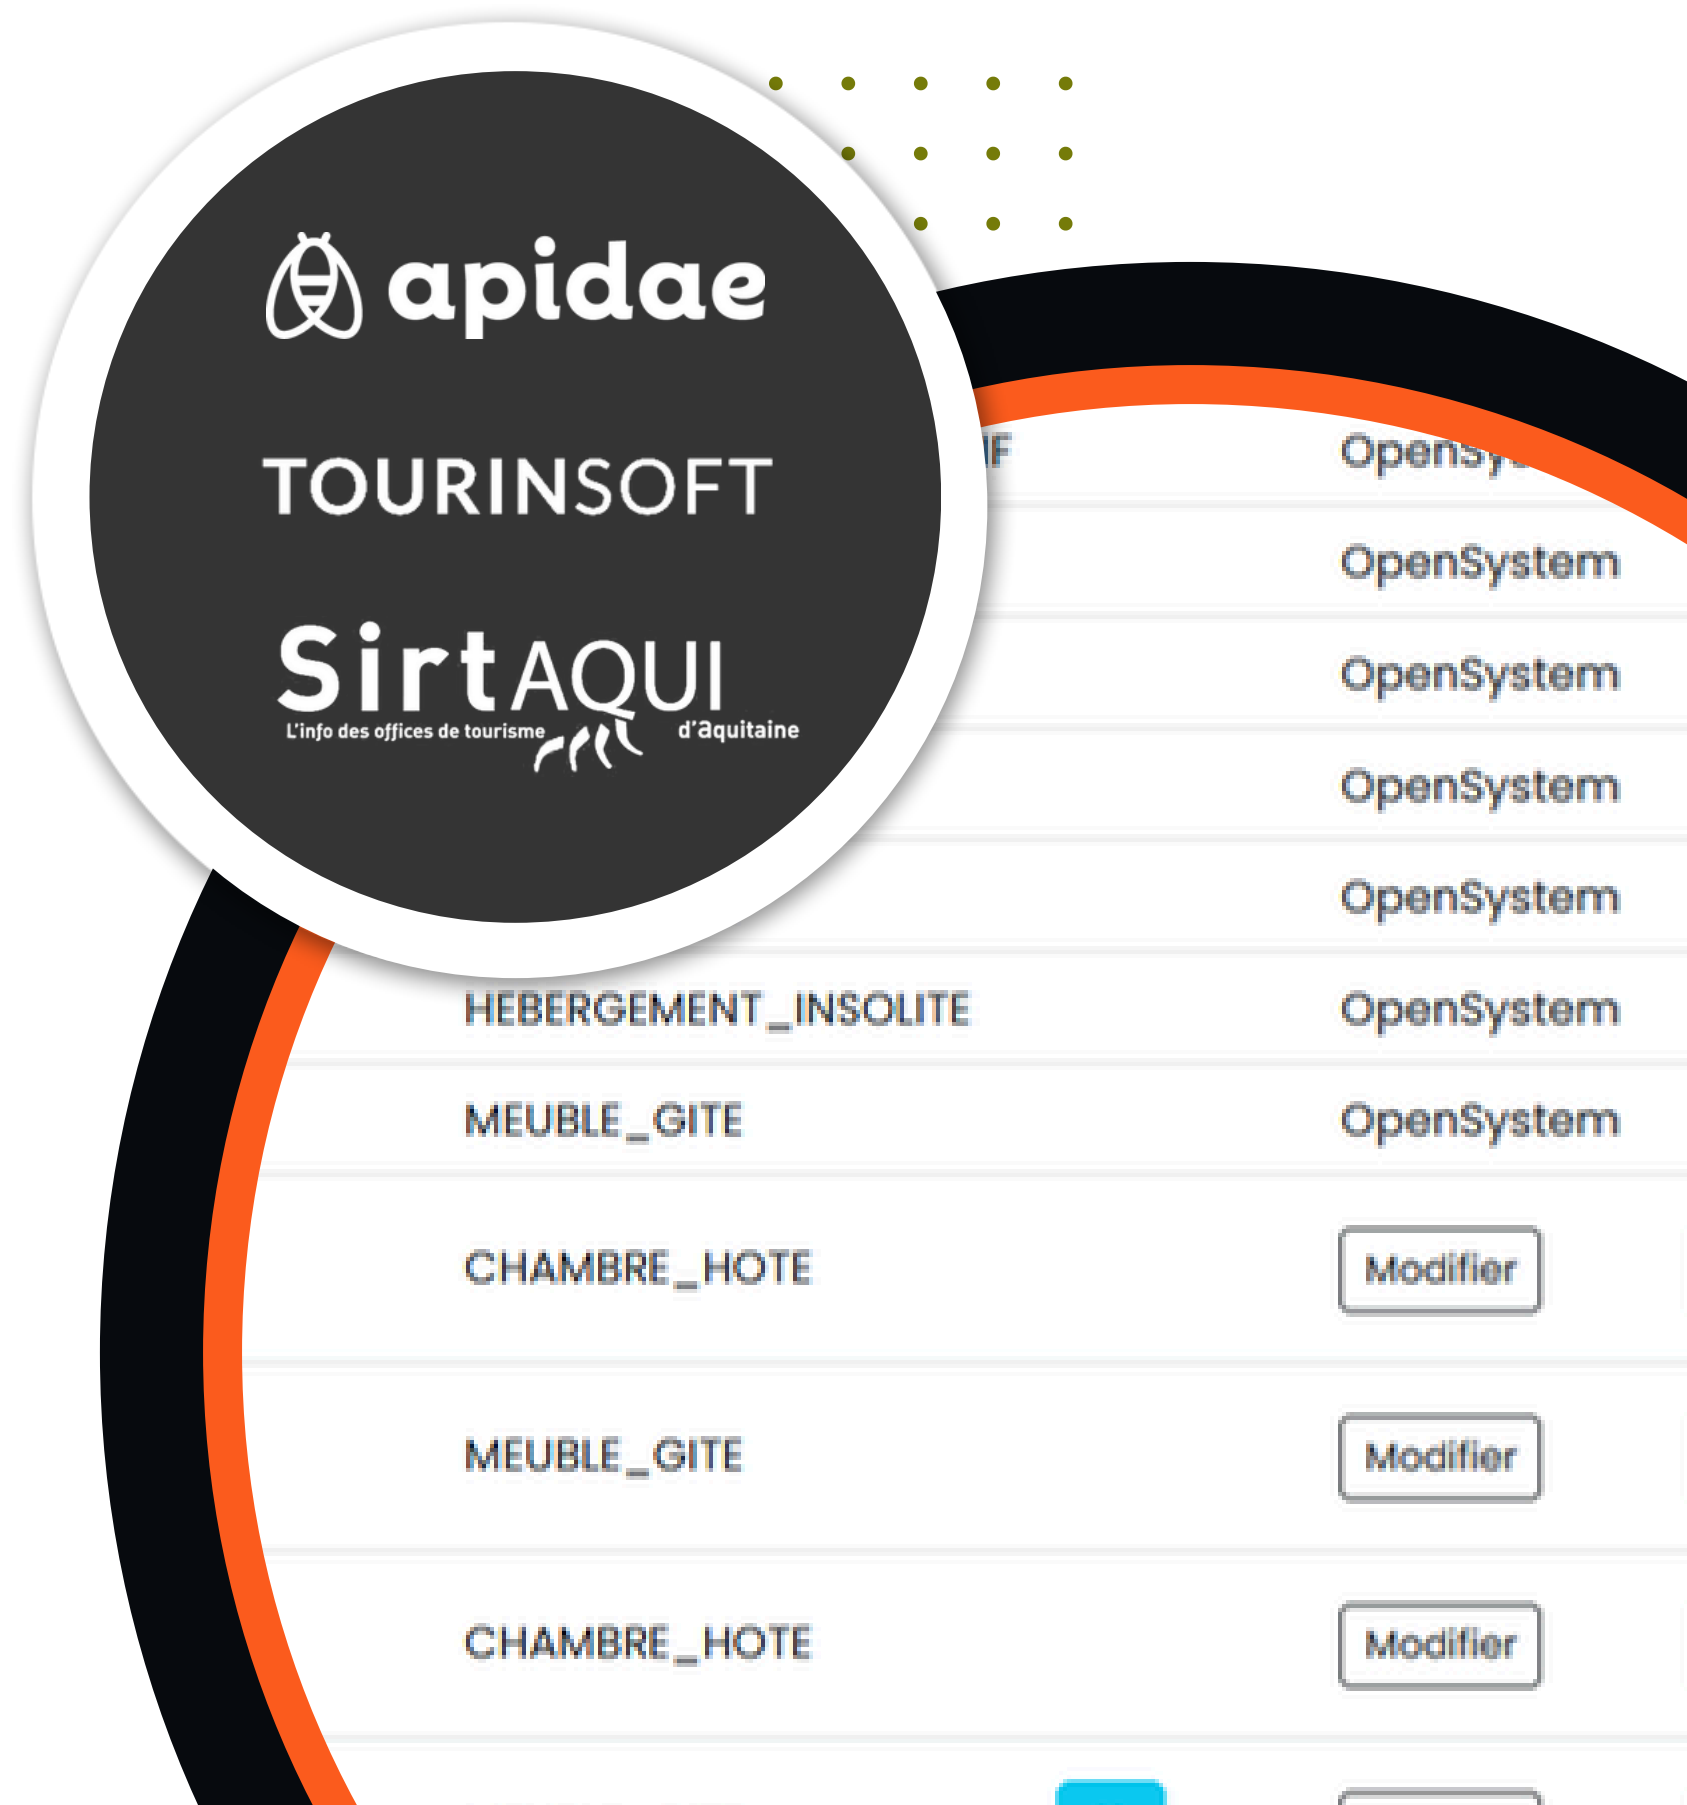 apidae
TOURINSOFT
SirtAQUI
L'info des offices de tourisme d'aquitaine
OpenSystem
OpenSystem
OpenSystem
OpenSystem
HEBERGEMENT_INSOLITE OpenSystem
MEUBLE_GITE OpenSystem
CHAMBRE_HOTE Modifier
MEUBLE_GITE Modifier
CHAMBRE_HOTE Modifier